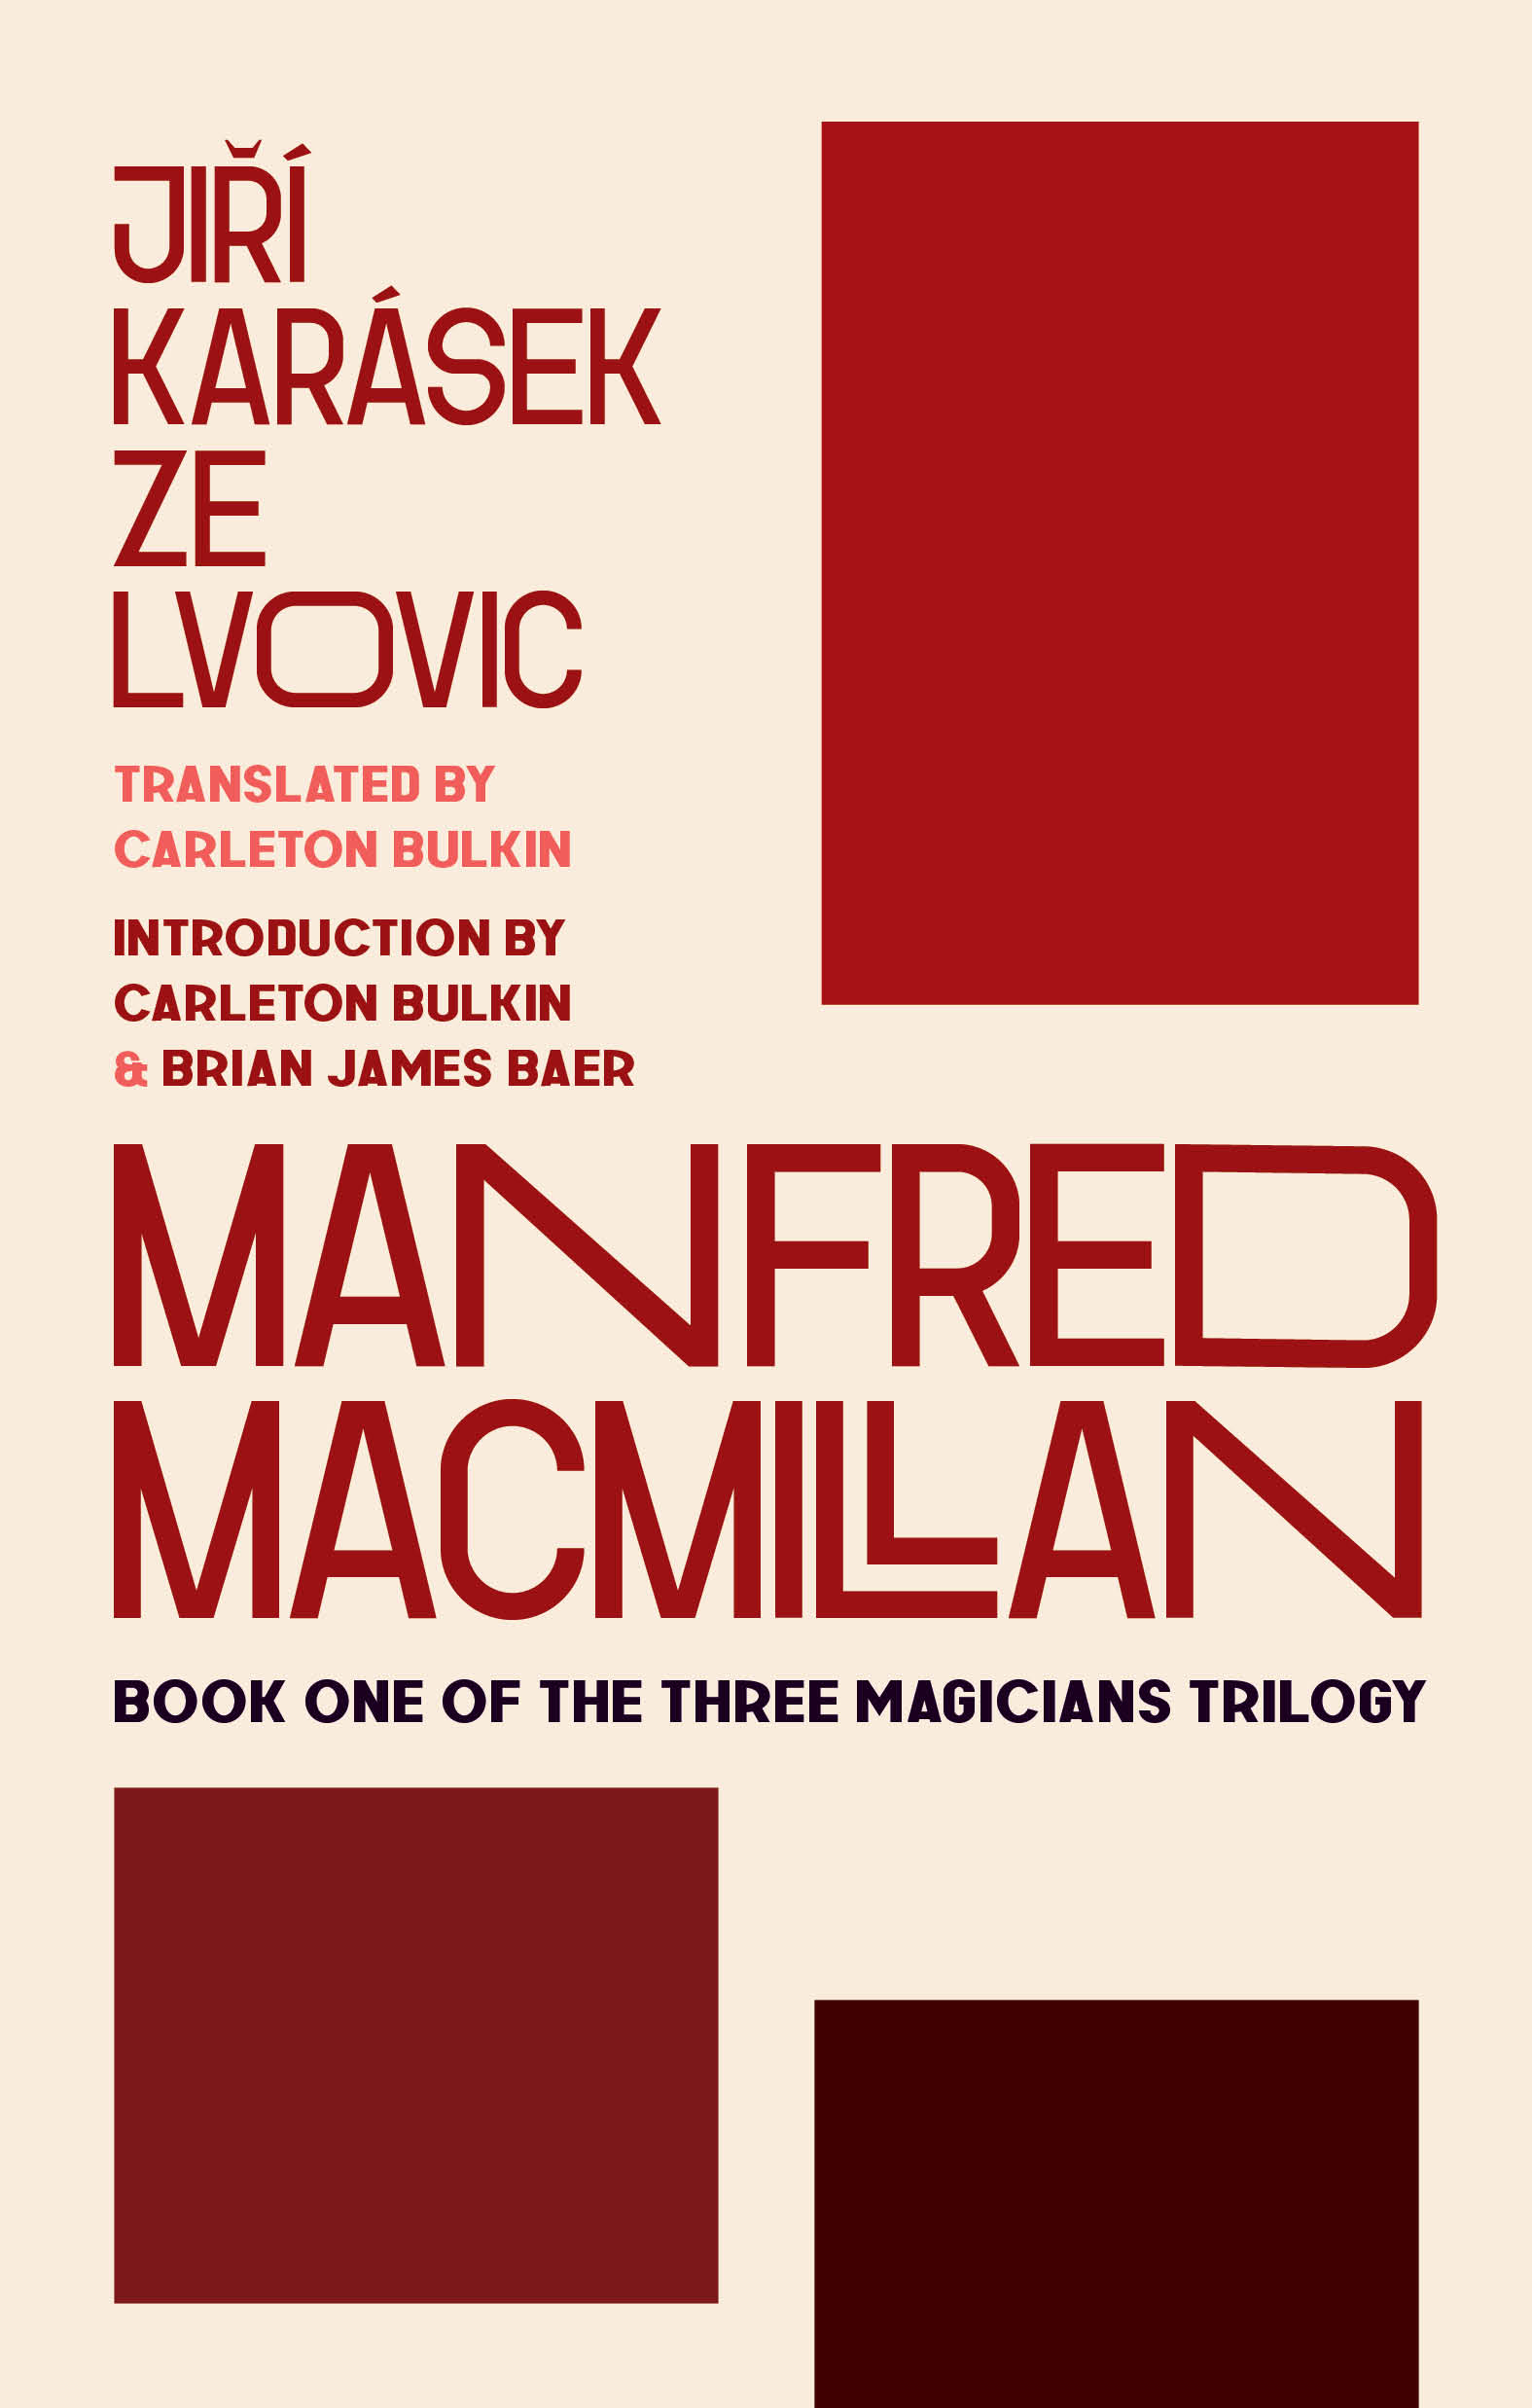 JIŘÍ
KARÁSEK
ZE
LVOVIC
TRANSLATED BY
CARLETON BULKIN
INTRODUCTION BY
CARLETON BULKIN
& BRIAN JAMES BAER
MANFRED
MACMILLAN
BOOK ONE OF THE THREE MAGICIANS TRILOGY